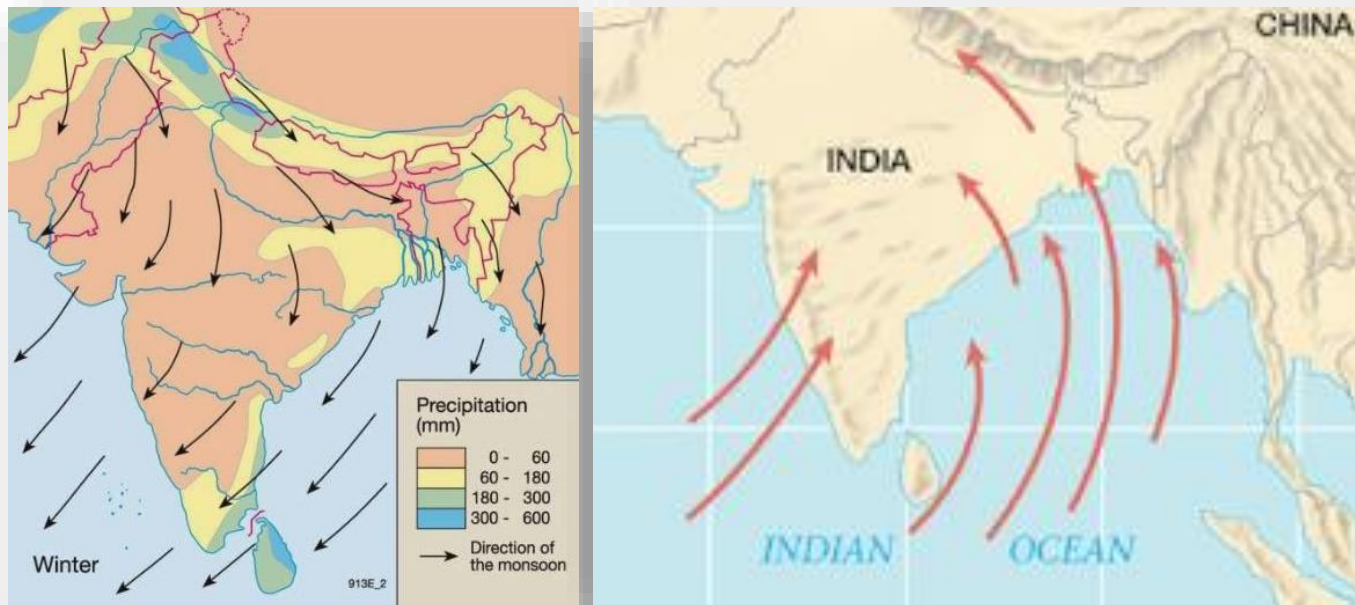 Precipitation
(mm)
0 - 60
60 - 180
180 - 300
300 - 600
Direction of
the monsoon
Winter
913E_2
CHINA
INDIA
INDIAN OCEAN